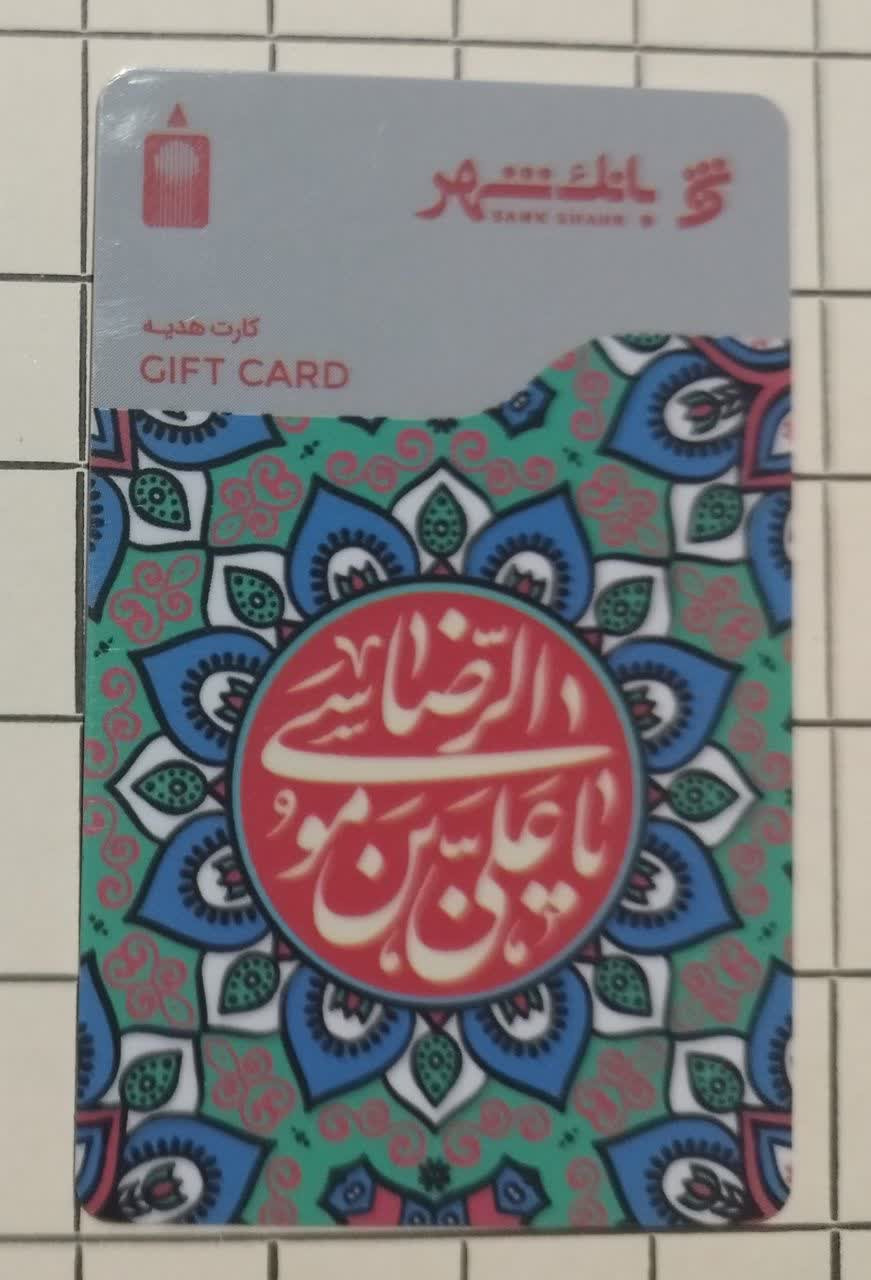 بانک شهر
BANK SHAHR
کارت هدیه
GIFT CARD
یا علی بن موسی الرضا